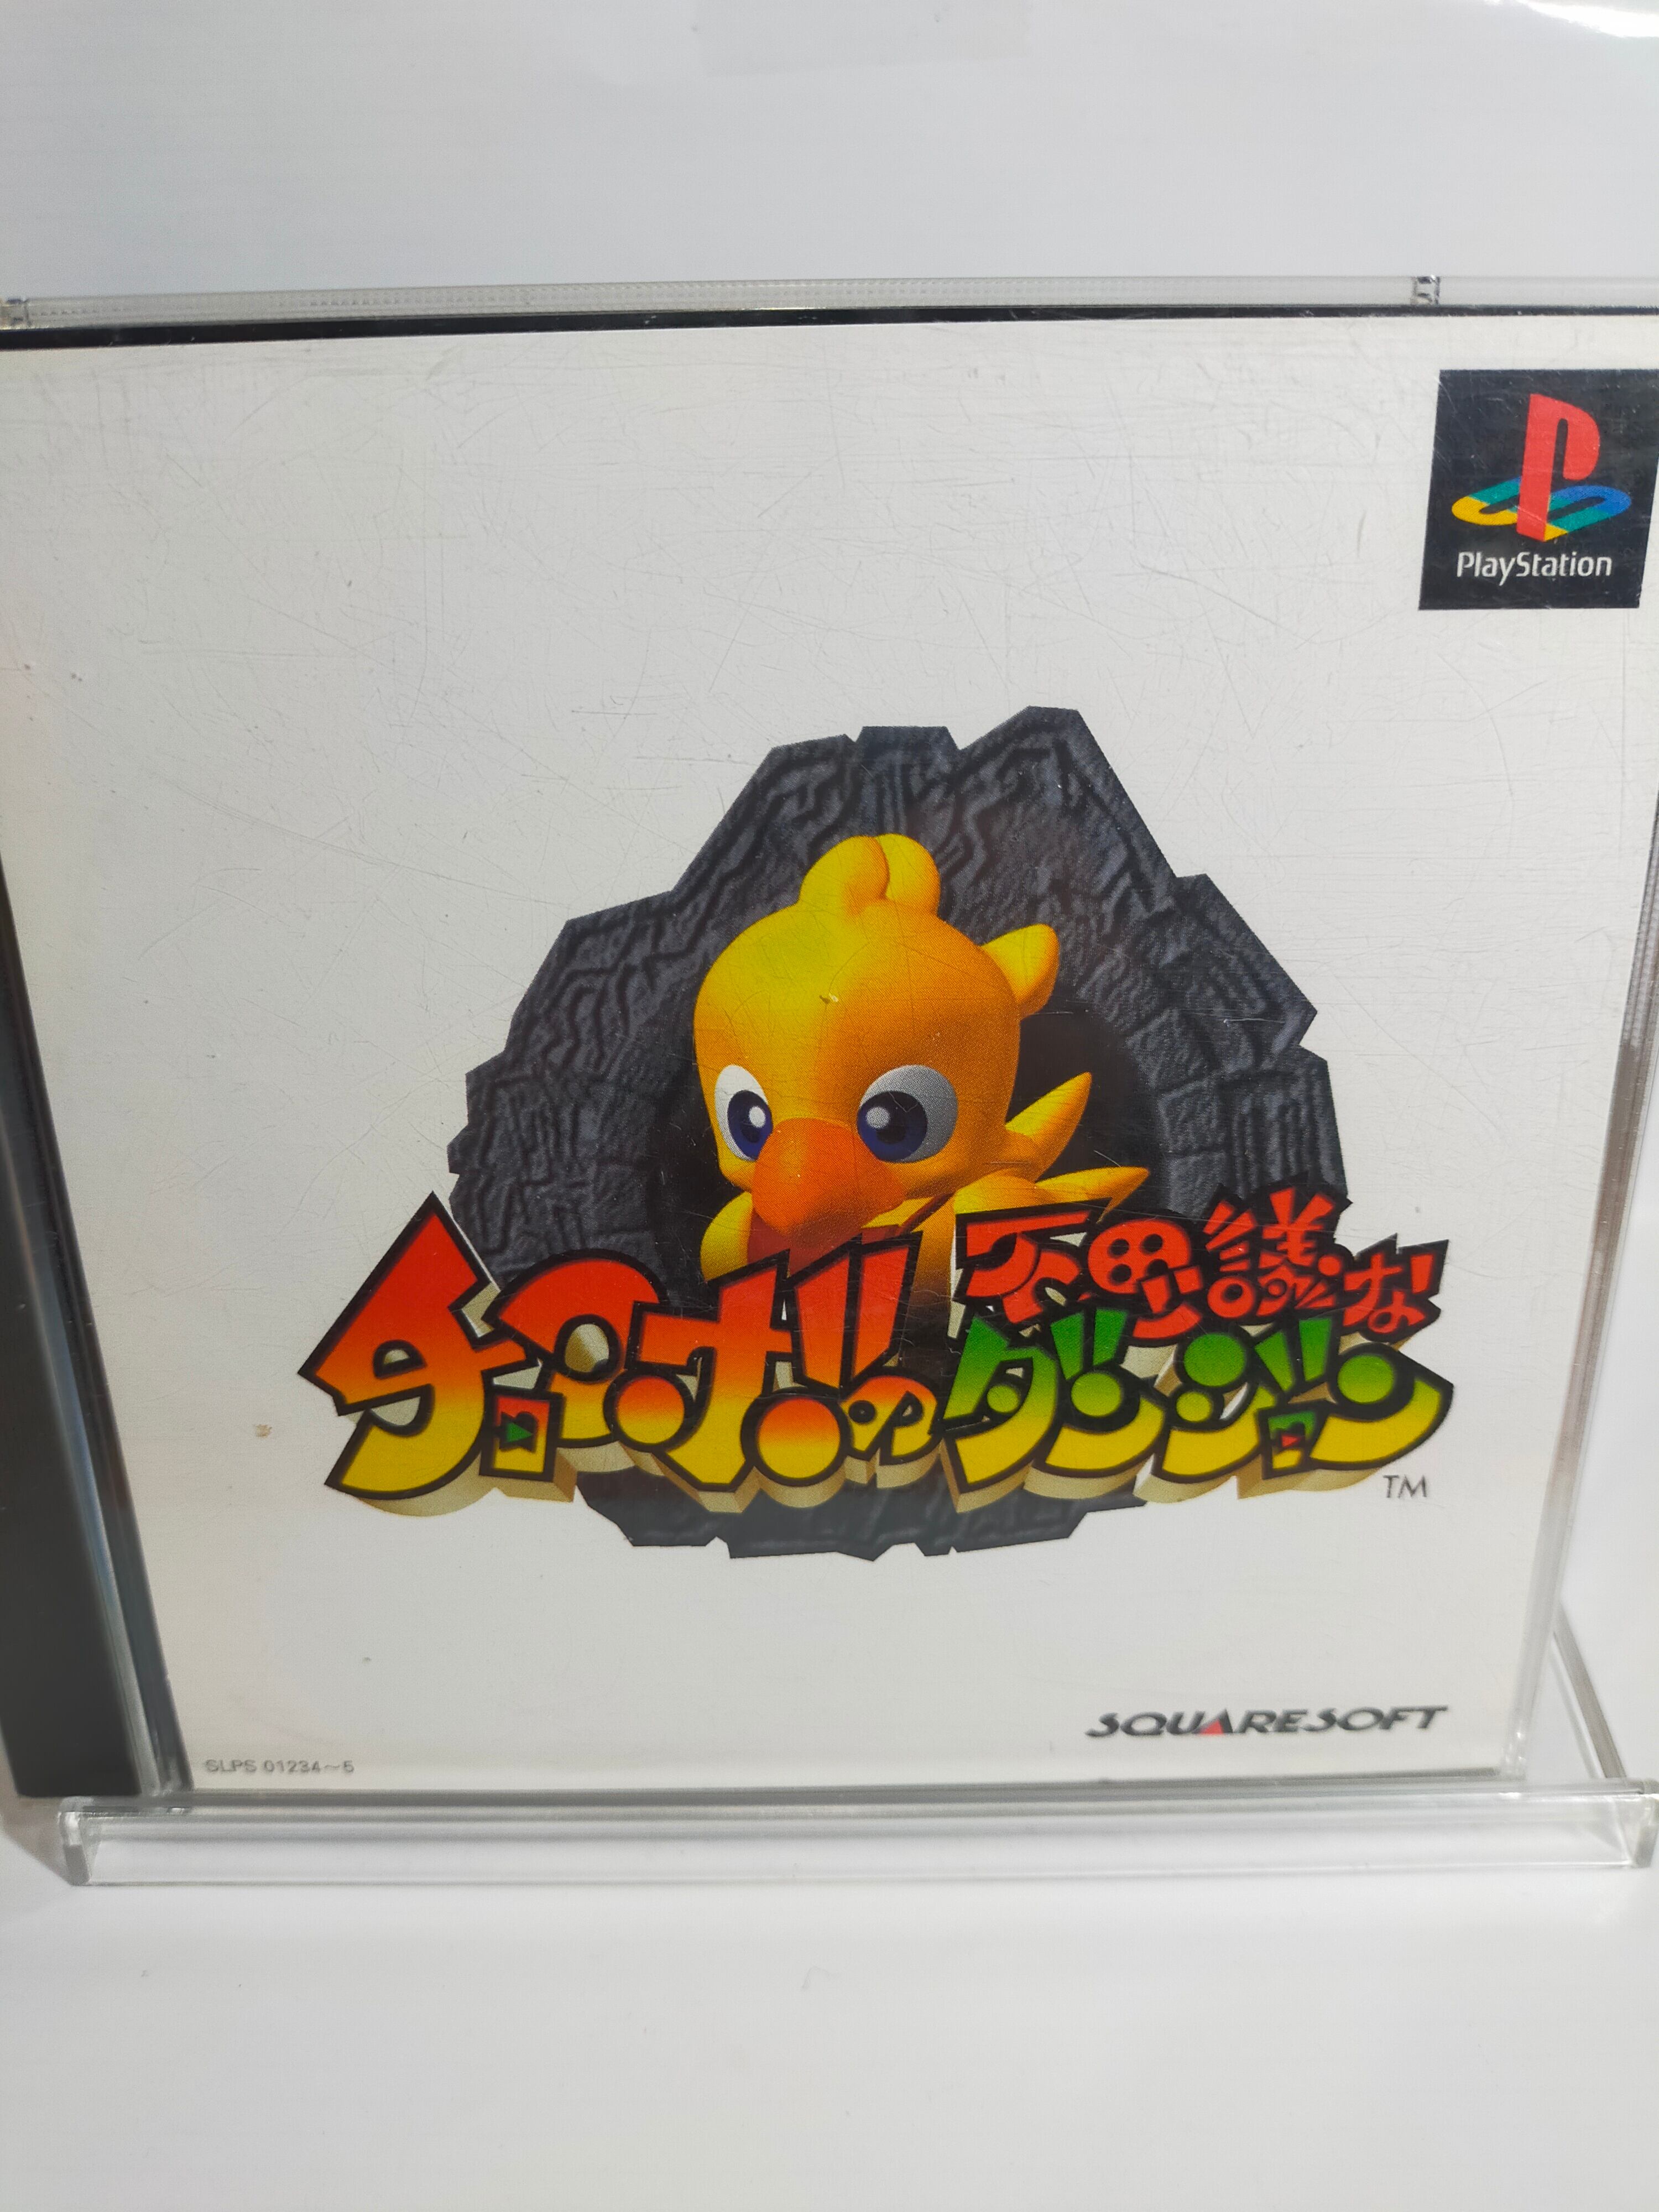 PlayStation
不思議な
チョコボの
ダンジョン
TM
SQUARESOFT
SLPS 01234~5